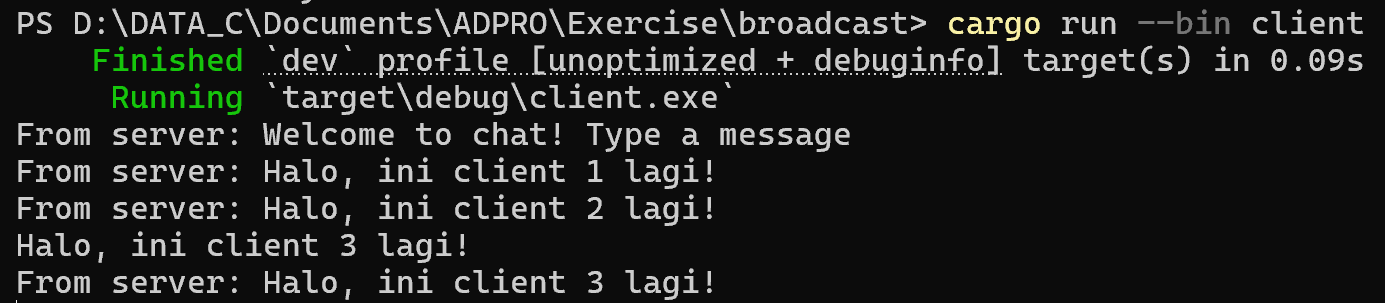 PS D:\DATA_C\Documents\ADPRO\Exercise\broadcast> cargo run --bin client
Finished `dev` profile [unoptimized + debuginfo] target(s) in 0.09s
Running `target\debug\client.exe`
From server: Welcome to chat! Type a message
From server: Halo, ini client 1 lagi!
From server: Halo, ini client 2 lagi!
Halo, ini client 3 lagi!
From server: Halo, ini client 3 lagi!